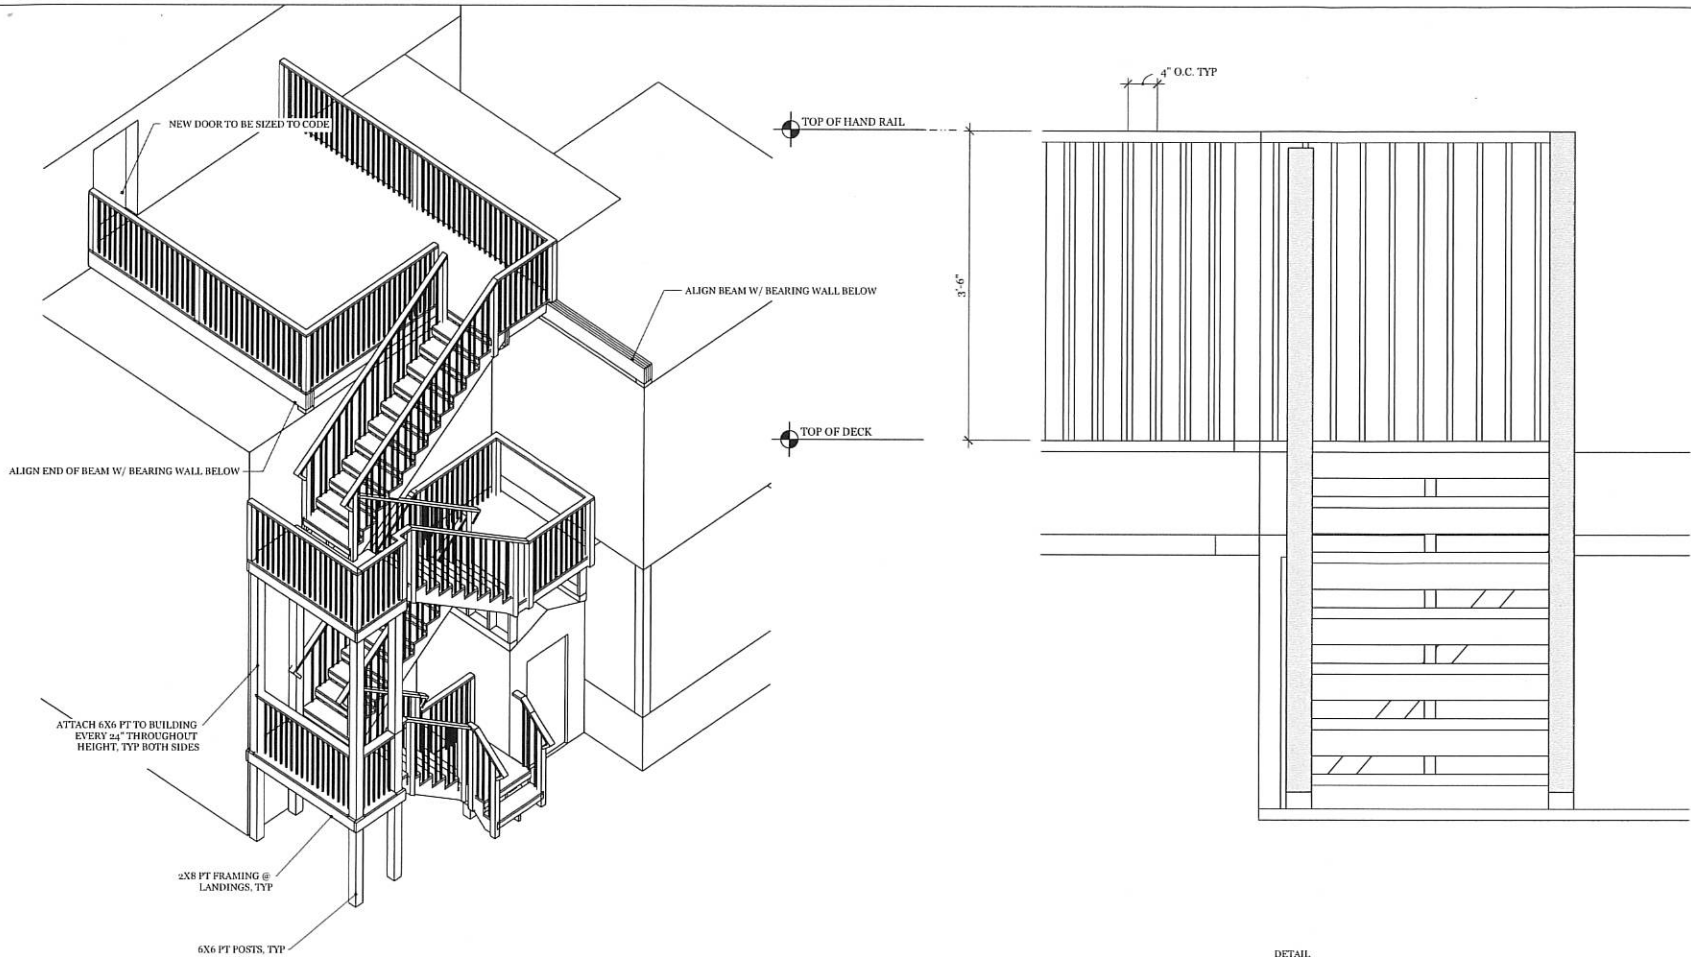 NEW DOOR TO BE SIZED TO CODE
ALIGN BEAM W/ BEARING WALL BELOW
ALIGN END OF BEAM W/ BEARING WALL BELOW
ATTACH 6X6 PT TO BUILDING
EVERY 24" THROUGHOUT
HEIGHT, TYP BOTH SIDES
2X8 PT FRAMING @
LANDINGS, TYP
6X6 PT POSTS, TYP
4" O.C. TYP
TOP OF HAND RAIL
3'-6"
TOP OF DECK
DETAIL